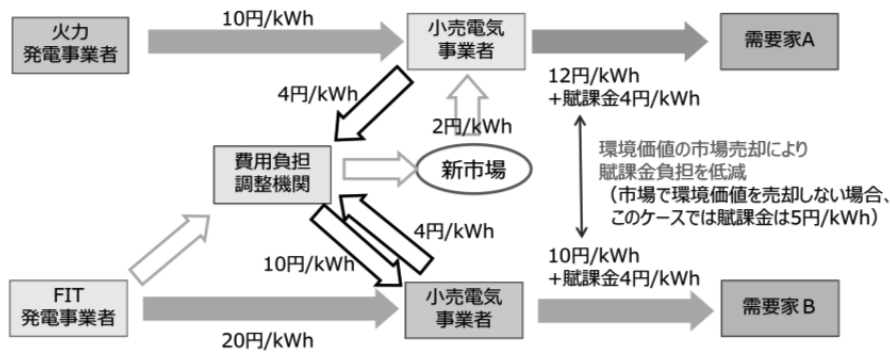 火力
発電事業者
10円/kWh
小売電気
事業者
需要家A
4円/kWh
2円/kWh
12円/kWh
+賦課金4円/kWh
費用負担
調整機関
新市場
環境価値の市場売却により
賦課金負担を低減
（市場で環境価値を売却しない場合、
このケースでは賦課金は5円/kWh）
4円/kWh
10円/kWh
10円/kWh
+賦課金4円/kWh
FIT
発電事業者
20円/kWh
小売電気
事業者
需要家B